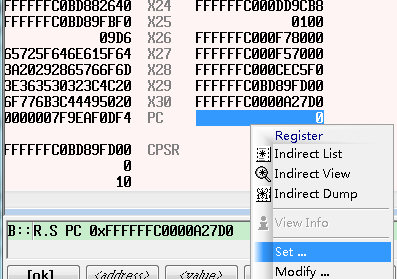 FFFFFFC0BD882640 X24 FFFFFFC000DD9CB8
FFFFFFC0BD89FBF0 X25 0100
09D6 X26 FFFFFFC000F78000
65725F646E615F64 X27 FFFFFFC000F57000
3A20292865766F6D X28 FFFFFFC000CEC5F0
3E363530323C4C20 X29 FFFFFFC0BD89FD00
6F776B3C44495020 X30 FFFFFFC0000A27D0
0000007F9EAF0DF4 PC 0
FFFFFFC0BD89FD00 CPSR
0
10
Register
Indirect List
Indirect View
Indirect Dump
View Info
Set ...
Modify ...
B::R.S PC 0xFFFFFFC0000A27D0
[ok] <address> <value>